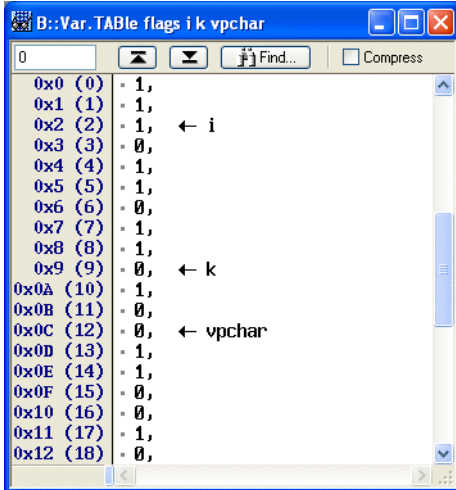 B::Var.TABle flags i k vpchar
0 Find... Compress
0x0 (0) 1,
0x1 (1) 1,
0x2 (2) 1, ← i
0x3 (3) 0,
0x4 (4) 1,
0x5 (5) 1,
0x6 (6) 0,
0x7 (7) 1,
0x8 (8) 1,
0x9 (9) 0, ← k
0x0A (10) 1,
0x0B (11) 0,
0x0C (12) 0, ← vpchar
0x0D (13) 1,
0x0E (14) 1,
0x0F (15) 0,
0x10 (16) 0,
0x11 (17) 1,
0x12 (18) 0,